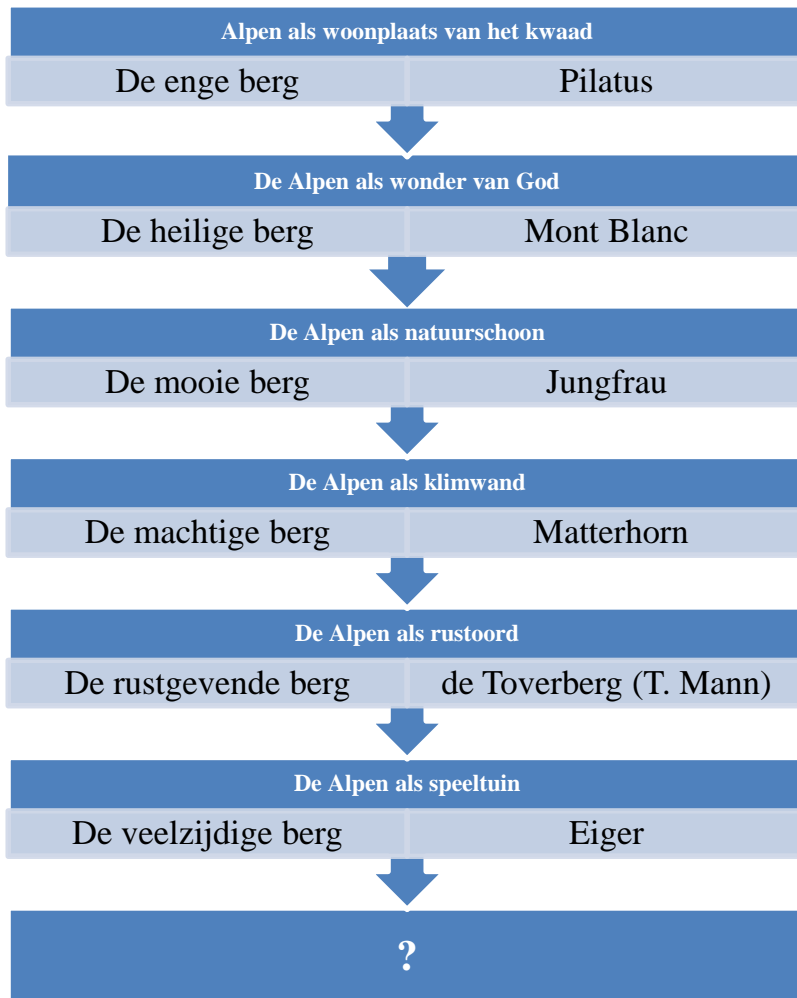 Alpen als woonplaats van het kwaad
De enge berg Pilatus
De Alpen als wonder van God
De heilige berg Mont Blanc
De Alpen als natuurschoon
De mooie berg Jungfrau
De Alpen als klimwand
De machtige berg Matterhorn
De Alpen als rustoord
De rustgevende berg de Toverberg (T. Mann)
De Alpen als speeltuin
De veelzijdige berg Eiger
?